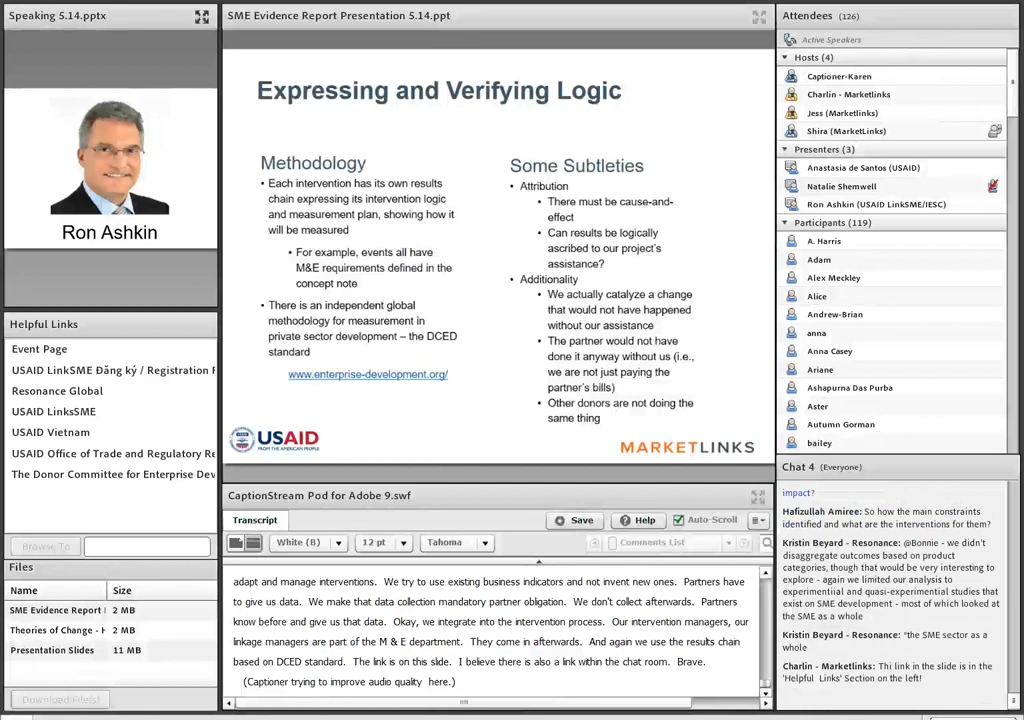 Speaking 5.14.pptx
Ron Ashkin
Helpful Links
Event Page
USAID LinkSME Đăng ký / Registration F
Resonance Global
USAID LinksSME
USAID Vietnam
USAID Office of Trade and Regulatory Re
The Donor Committee for Enterprise Dev
Browse To
Files
Name Size
SME Evidence Report 2 MB
Theories of Change - H 2 MB
Presentation Slides 11 MB
Download File(s)
SME Evidence Report Presentation 5.14.ppt
Expressing and Verifying Logic
Methodology
• Each intervention has its own results
chain expressing its intervention logic
and measurement plan, showing how it
will be measured
• For example, events all have
M&E requirements defined in the
concept note
• There is an independent global
methodology for measurement in
private sector development – the DCED
standard
www.enterprise-development.org/
Some Subtleties
• Attribution
• There must be cause-and-
effect
• Can results be logically
ascribed to our project's
assistance?
• Additionality
• We actually catalyze a change
that would not have happened
without our assistance
• The partner would not have
done it anyway without us (i.e.,
we are not just paying the
partner's bills)
• Other donors are not doing the
same thing
USAID
FROM THE AMERICAN PEOPLE
MARKETLINKS
CaptionStream Pod for Adobe 9.swf
Transcript
Save
Help
Auto-Scroll
White (B)
12 pt
Tahoma
Comments List
adapt and manage interventions. We try to use existing business indicators and not invent new ones. Partners have
to give us data. We make that data collection mandatory partner obligation. We don't collect afterwards. Partners
know before and give us that data. Okay, we integrate into the intervention process. Our intervention managers, our
linkage managers are part of the M & E department. They come in afterwards. And again we use the results chain
based on DCED standard. The link is on this slide. I believe there is also a link within the chat room. Brave.
(Captioner trying to improve audio quality here.)
Attendees (126)
Active Speakers
Hosts (4)
Captioner-Karen
Charlin - Marketlinks
Jess (Marketlinks)
Shira (MarketLinks)
Presenters (3)
Anastasia de Santos (USAID)
Natalie Shemwell
Ron Ashkin (USAID LinkSME/IESC)
Participants (119)
A. Harris
Adam
Alex Meckley
Alice
Andrew-Brian
anna
Anna Casey
Ariane
Ashapurna Das Purba
Aster
Autumn Gorman
bailey
Chat 4 (Everyone)
impact?
Hafizullah Amiree: So how the main constraints
identified and what are the interventions for them?
Kristin Beyard - Resonance: @Bonnie - we didn't
disaggregate outcomes based on product
categories, though that would be very interesting to
explore - again we limited our analysis to
experimentiial and quasi-experimential studies that
exist on SME development - most of which looked at
the SME as a whole
Kristin Beyard - Resonance: *the SME sector as a
whole
Charlin - Marketlinks: Thi link in the slide is in the
'Helpful Links' Section on the left!